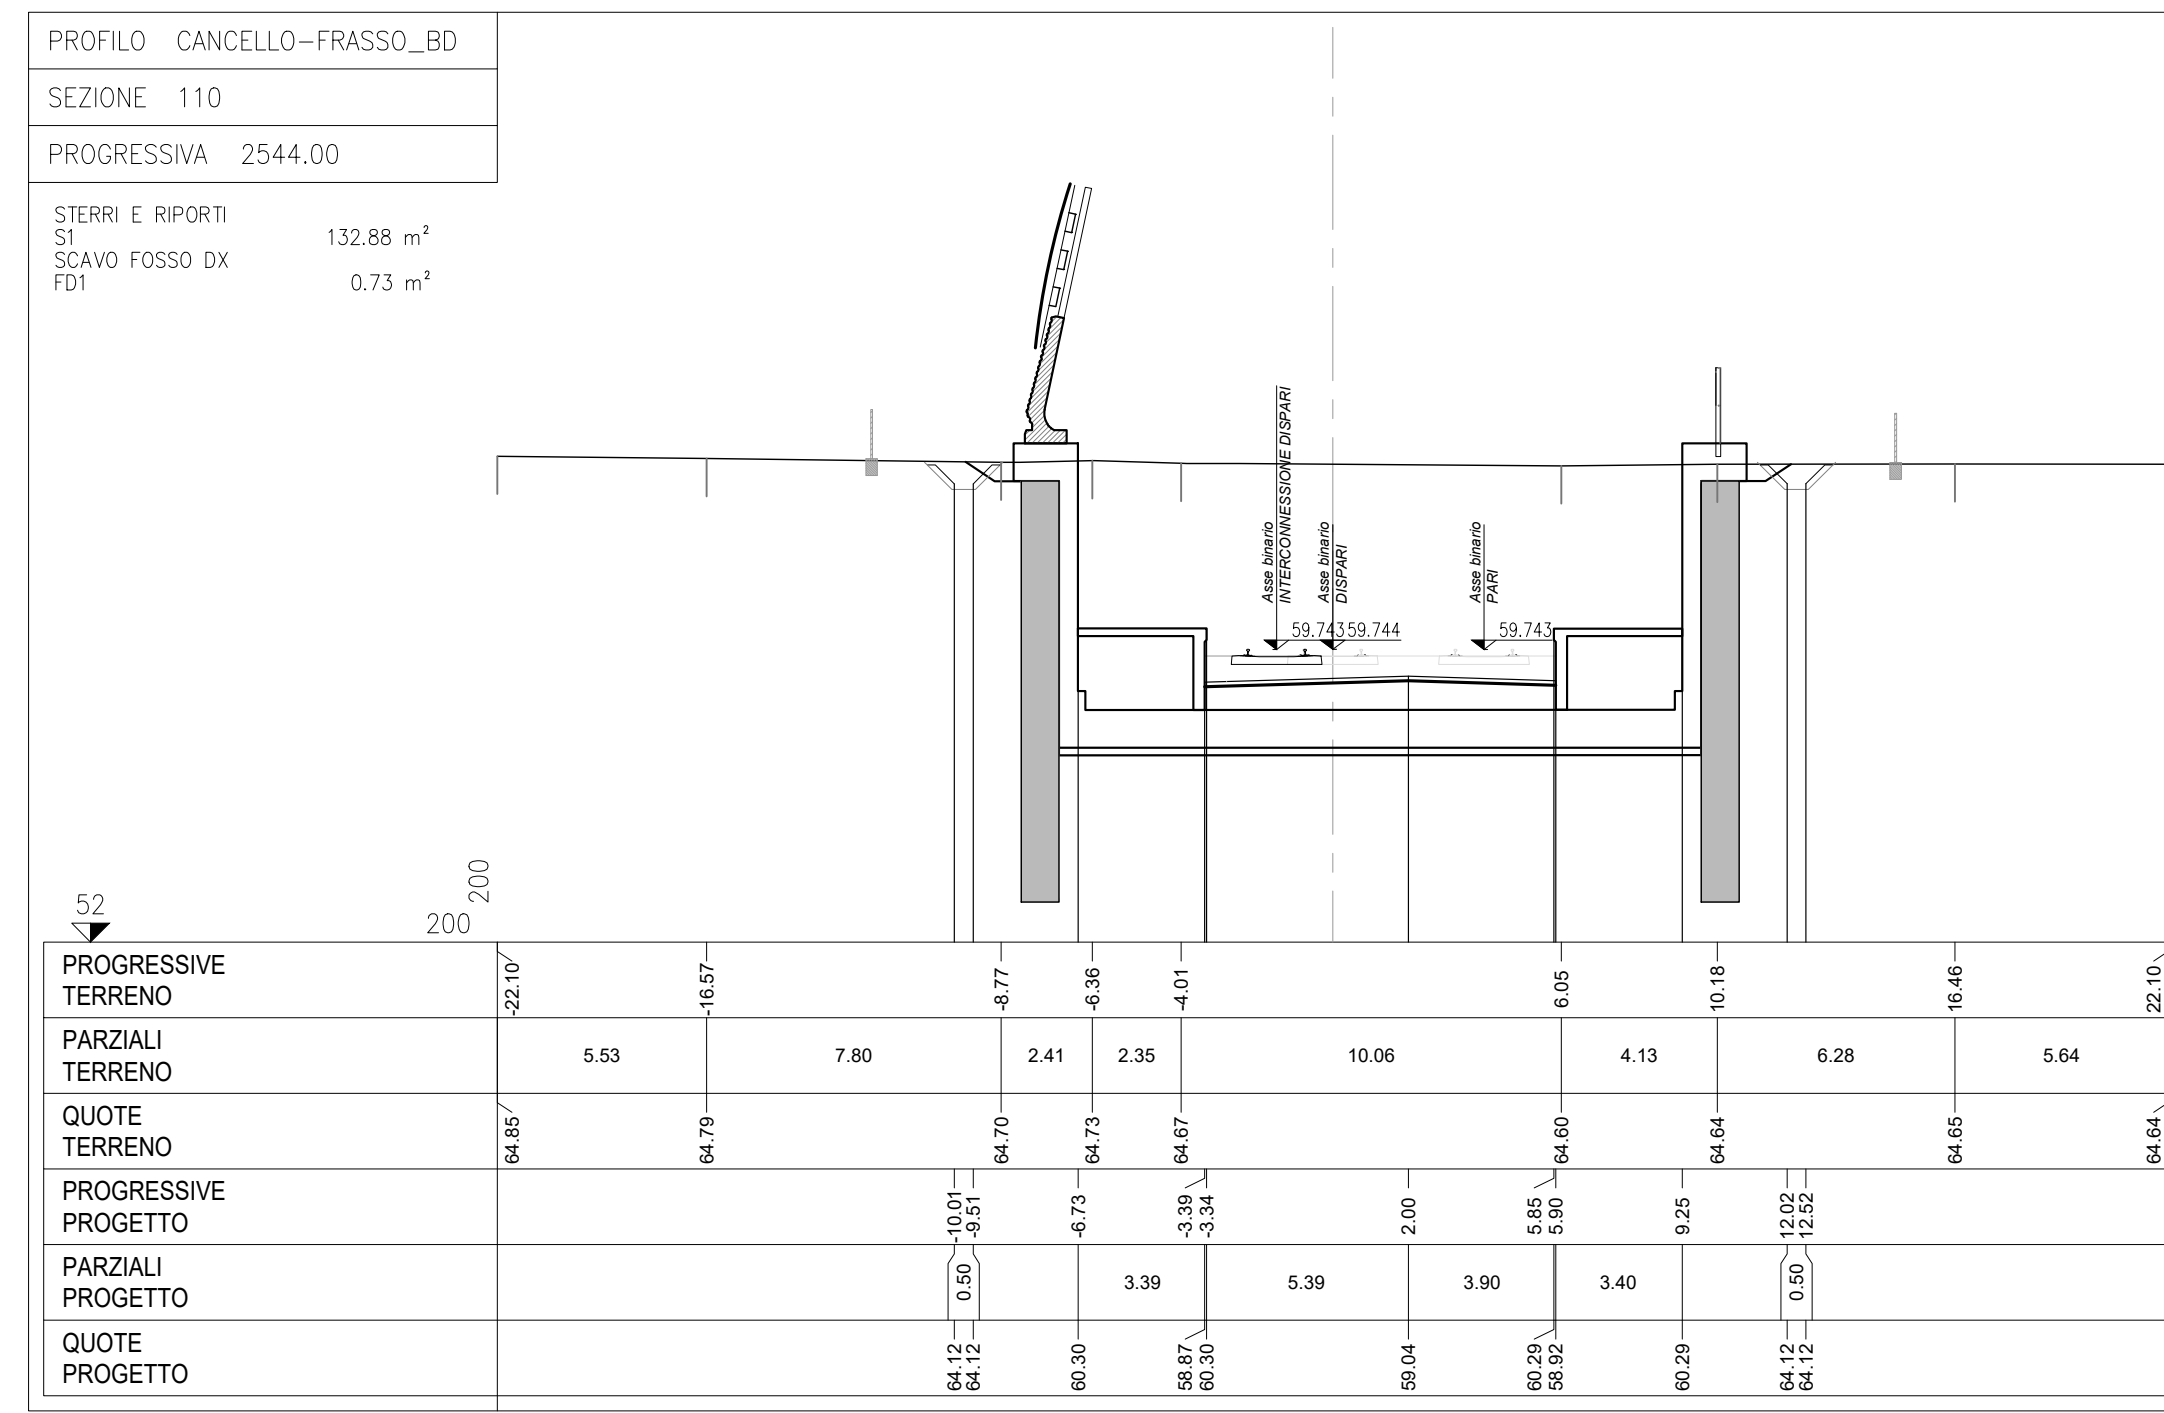 PROFILO CANCELLO-FRASSO_BD
SEZIONE 110
PROGRESSIVA 2544.00
STERRI E RIPORTI
S1 132.88 m²
SCAVO FOSSO DX
FD1 0.73 m²
Asse binario
INTERCONNESSIONE DISPARI
Asse binario
DISPARI
Asse binario
PARI
59.743 59.744 59.743
52
200
200
PROGRESSIVE
TERRENO
-22.10 -16.57 -8.77 -6.36 -4.01 6.05 10.18 16.46 22.10
PARZIALI
TERRENO
5.53 7.80 2.41 2.35 10.06 4.13 6.28 5.64
QUOTE
TERRENO
64.85 64.79 64.70 64.73 64.67 64.60 64.64 64.65 64.64
PROGRESSIVE
PROGETTO
-10.01 -9.51 -6.73 -3.39 -3.34 2.00 5.85 5.90 9.25 12.02 12.52
PARZIALI
PROGETTO
0.50 3.39 5.39 3.90 3.40 0.50
QUOTE
PROGETTO
64.12 64.12 60.30 58.87 60.30 59.04 60.29 58.92 60.29 64.12 64.12